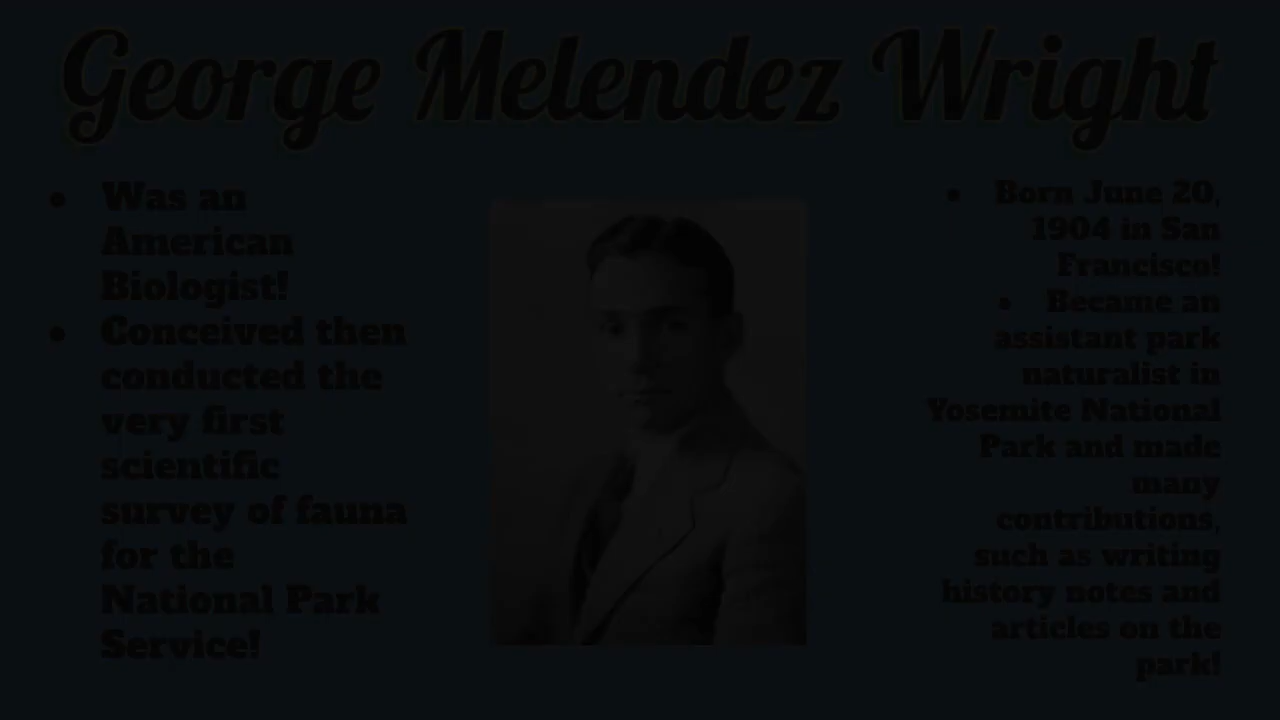 George Melendez Wright
• Was an
American
Biologist!
• Conceived then
conducted the
very first
scientific
survey of fauna
for the
National Park
Service!
• Born June 20,
1904 in San
Francisco!
• Became an
assistant park
naturalist in
Yosemite National
Park and made
many
contributions,
such as writing
history notes and
articles on the
park!